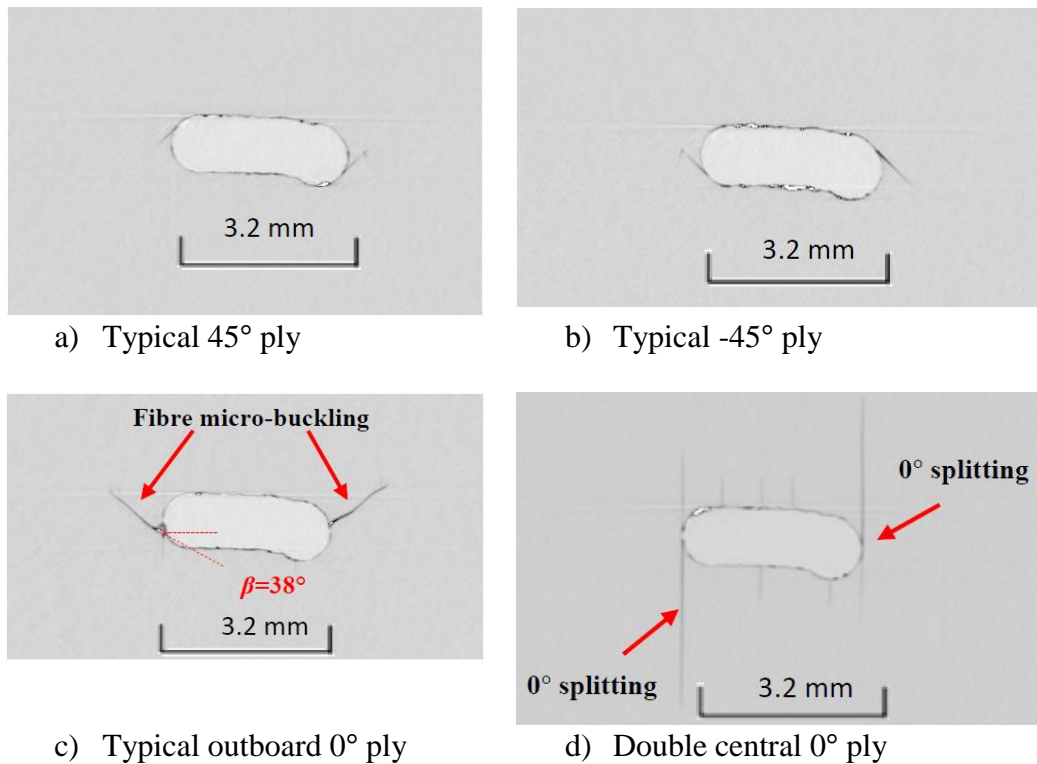 3.2 mm
3.2 mm
a) Typical 45° ply
b) Typical -45° ply
Fibre micro-buckling
β=38°
3.2 mm
0° splitting
0° splitting
3.2 mm
c) Typical outboard 0° ply
d) Double central 0° ply